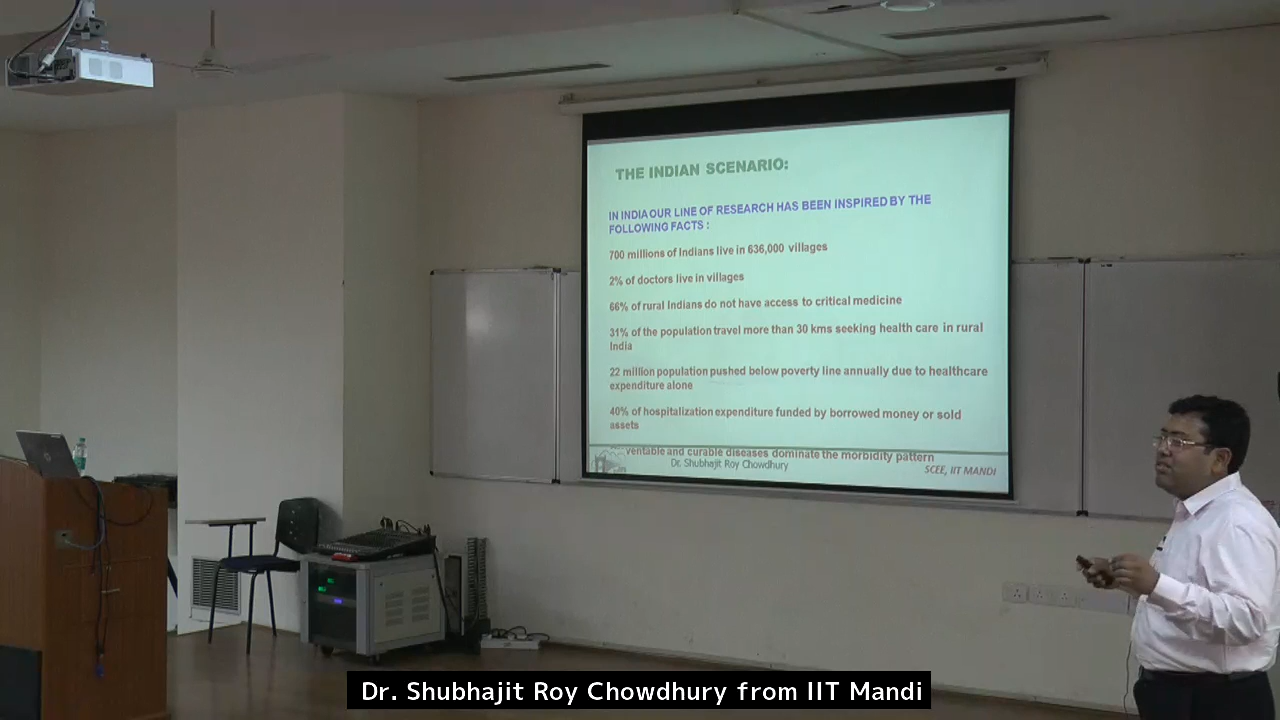 THE INDIAN SCENARIO:
IN INDIA OUR LINE OF RESEARCH HAS BEEN INSPIRED BY THE
FOLLOWING FACTS :
700 millions of Indians live in 636,000 villages
2% of doctors live in villages
66% of rural Indians do not have access to critical medicine
31% of the population travel more than 30 kms seeking health care in rural
India
22 million population pushed below poverty line annually due to healthcare
expenditure alone
40% of hospitalization expenditure funded by borrowed money or sold
assets
ventable and curable diseases dominate the morbidity pattern
Dr. Shubhajit Roy Chowdhury
SCEE, IIT MANDI
Dr. Shubhajit Roy Chowdhury from IIT Mandi